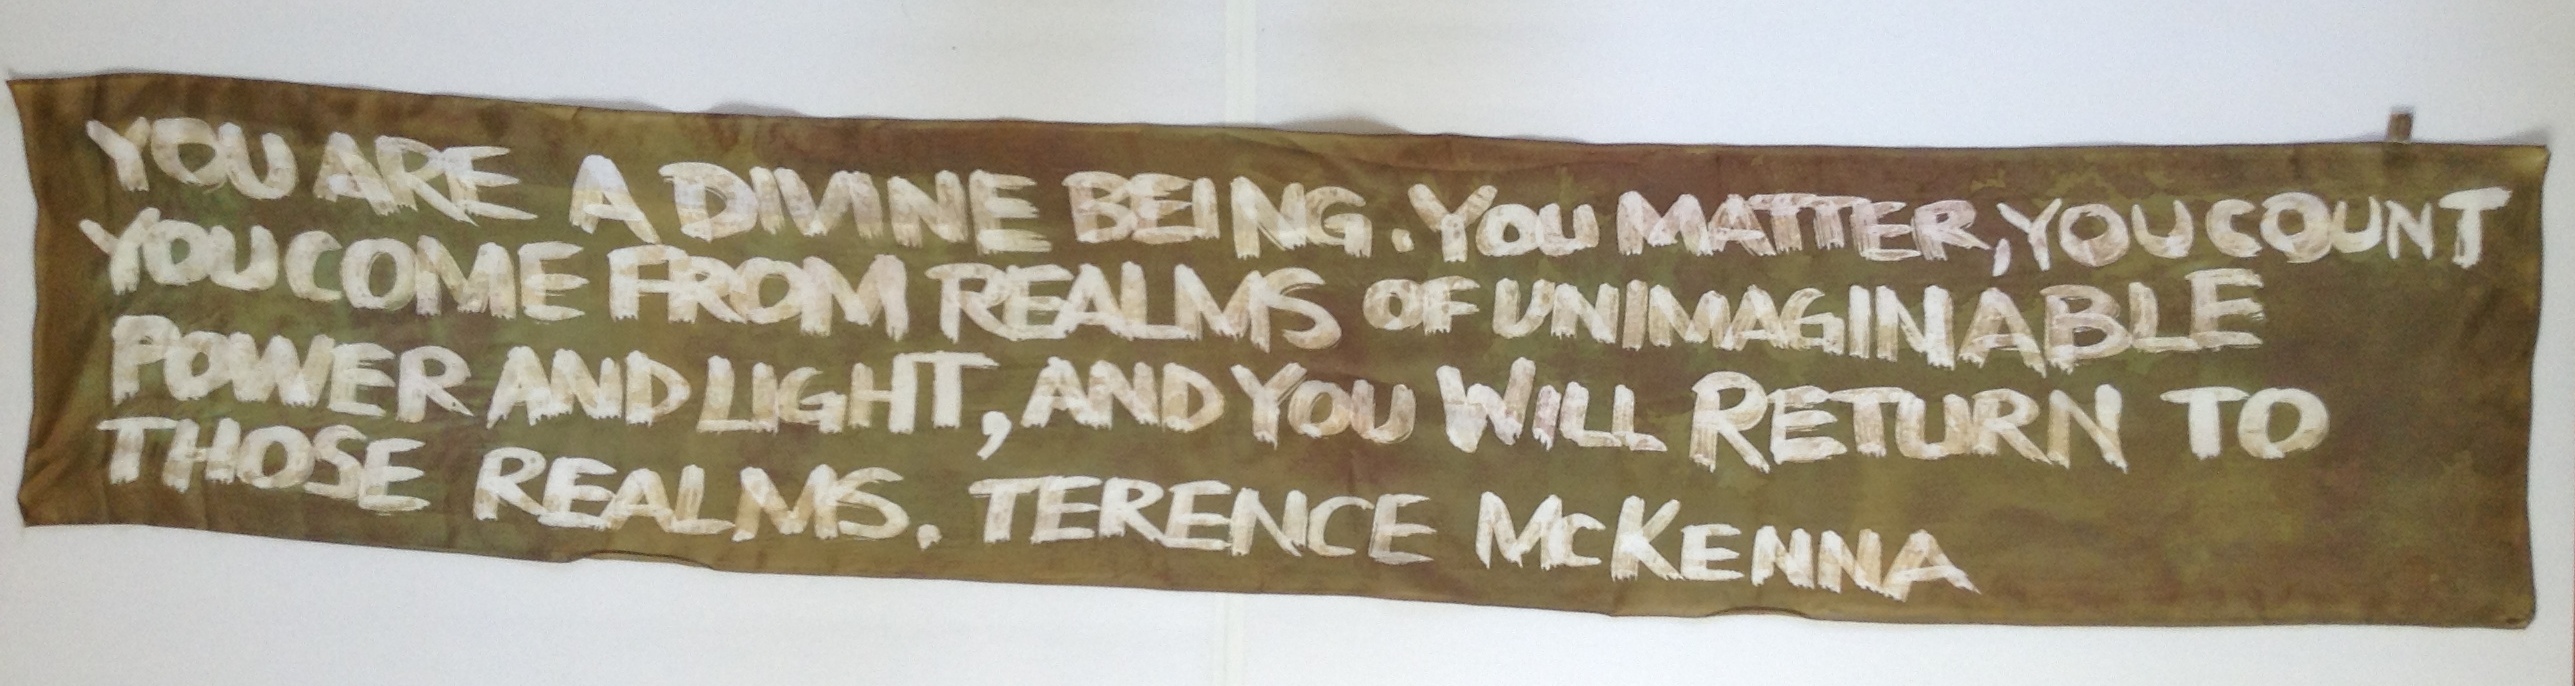 YOU ARE A DIVINE BEING. YOU MATTER, YOU COUNT
YOU COME FROM REALMS OF UNIMAGINABLE
POWER AND LIGHT, AND YOU WILL RETURN TO
THOSE REALMS. TERENCE McKENNA